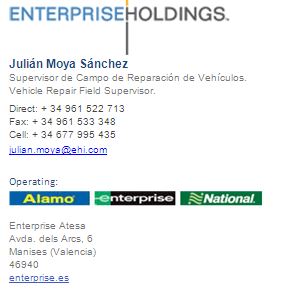 ENTERPRISEHOLDINGS.
Julián Moya Sánchez
Supervisor de Campo de Reparación de Vehículos.
Vehicle Repair Field Supervisor.
Direct: + 34 961 522 713
Fax: + 34 961 533 348
Cell: + 34 677 995 435
julian.moya@ehi.com
Operating:
Alamo enterprise National.
Enterprise Atesa
Avda. dels Arcs, 6
Manises (Valencia)
46940
enterprise.es